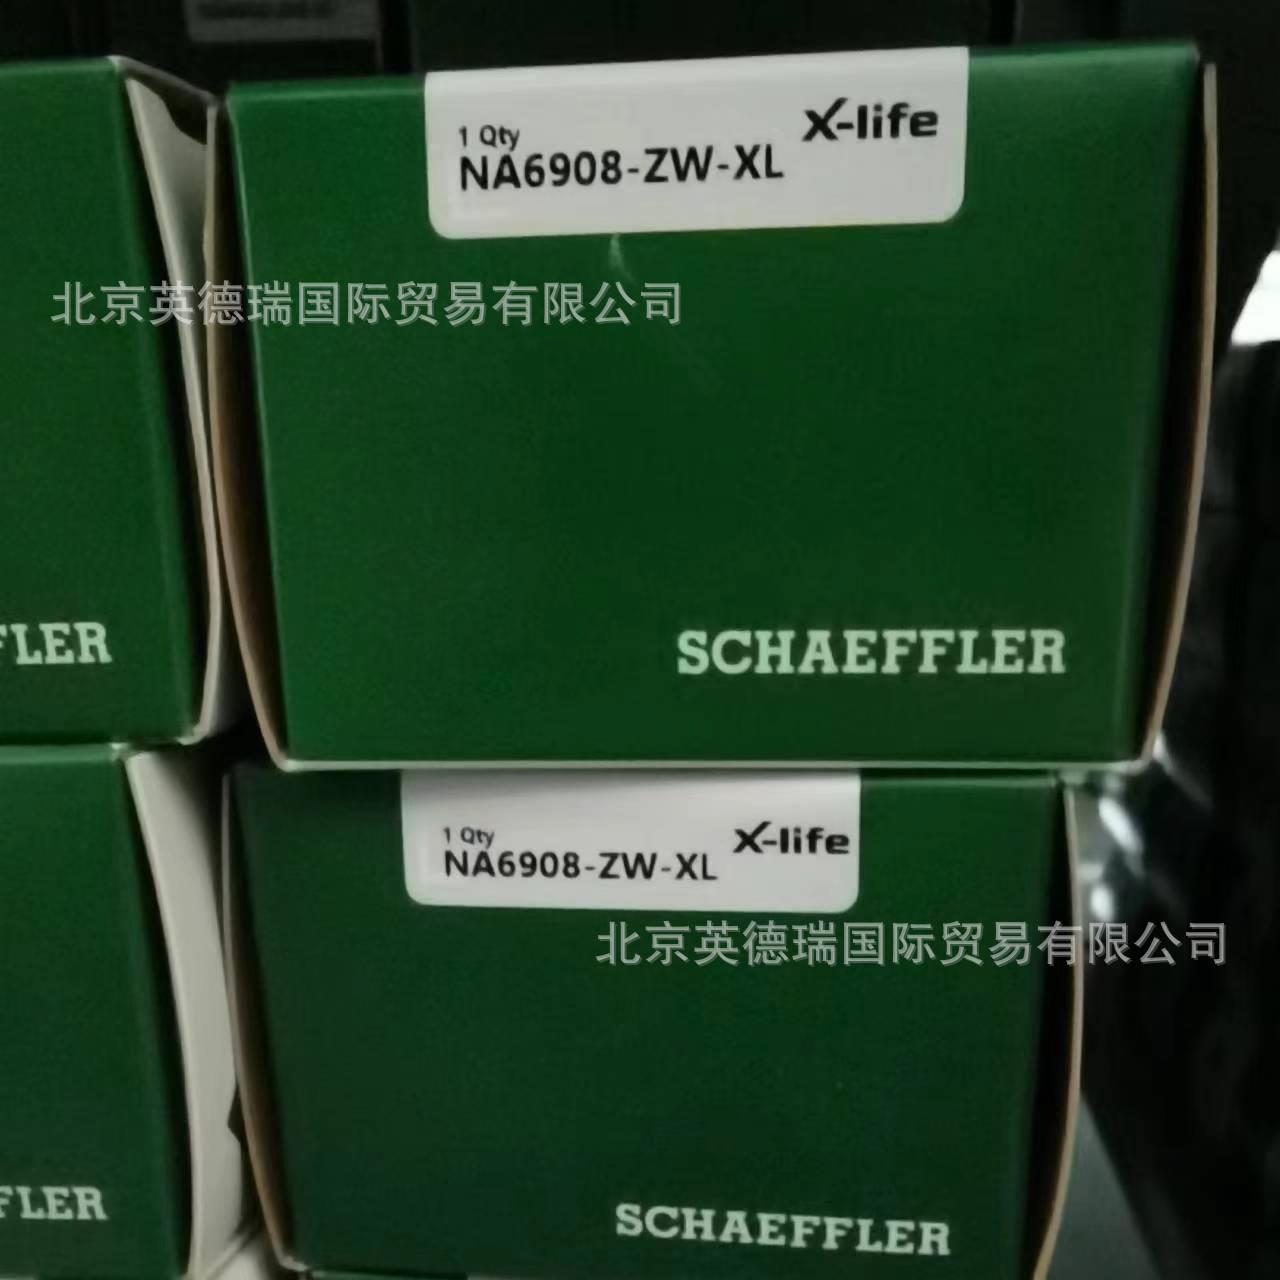 1 Qty
X-life
NA6908-ZW-XL
北京英德瑞国际贸易有限公司
FLER
SCHAEFFLER
1 Qty
X-life
NA6908-ZW-XL
北京英德瑞国际贸易有限公司
FLER
SCHAEFFLER